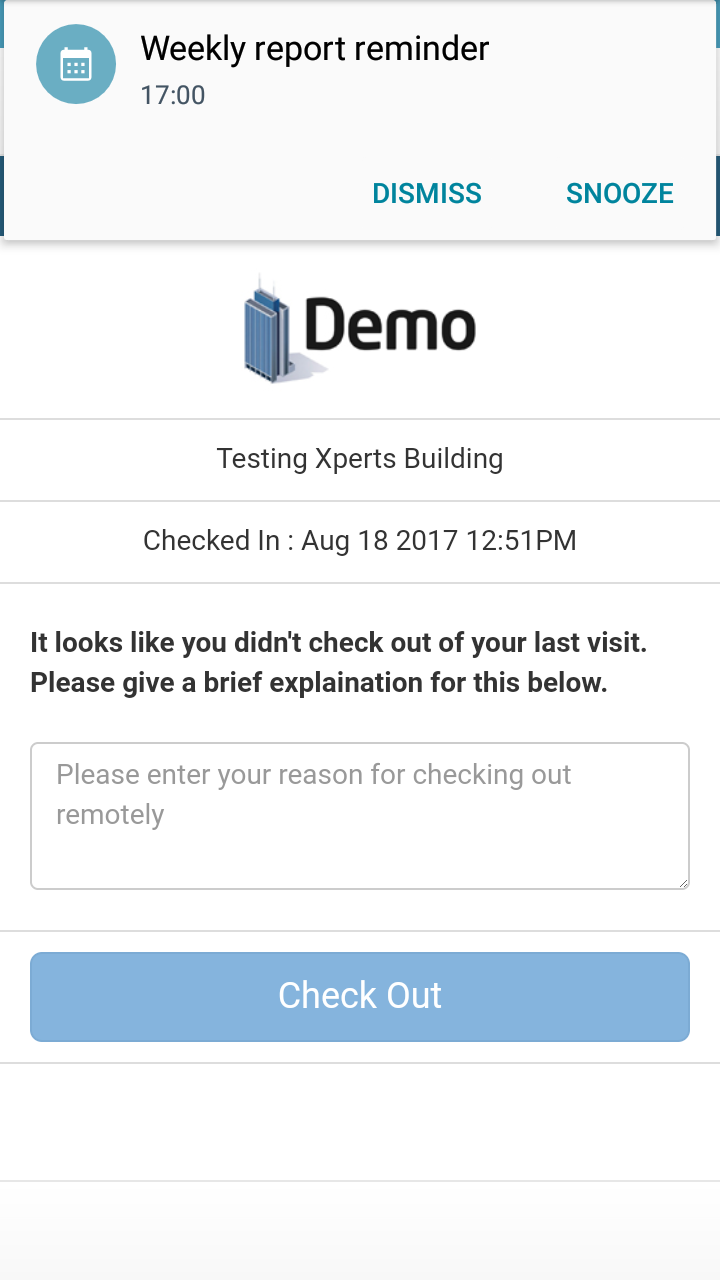 Weekly report reminder
17:00
DISMISS SNOOZE
Demo
Testing Xperts Building
Checked In : Aug 18 2017 12:51PM
It looks like you didn't check out of your last visit.
Please give a brief explaination for this below.
Please enter your reason for checking out
remotely
Check Out